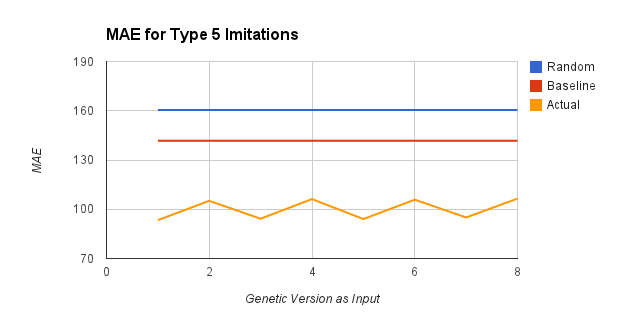 MAE for Type 5 Imitations
190
160
130
100
70
MAE
0
2
4
6
8
Genetic Version as Input
Random
Baseline
Actual